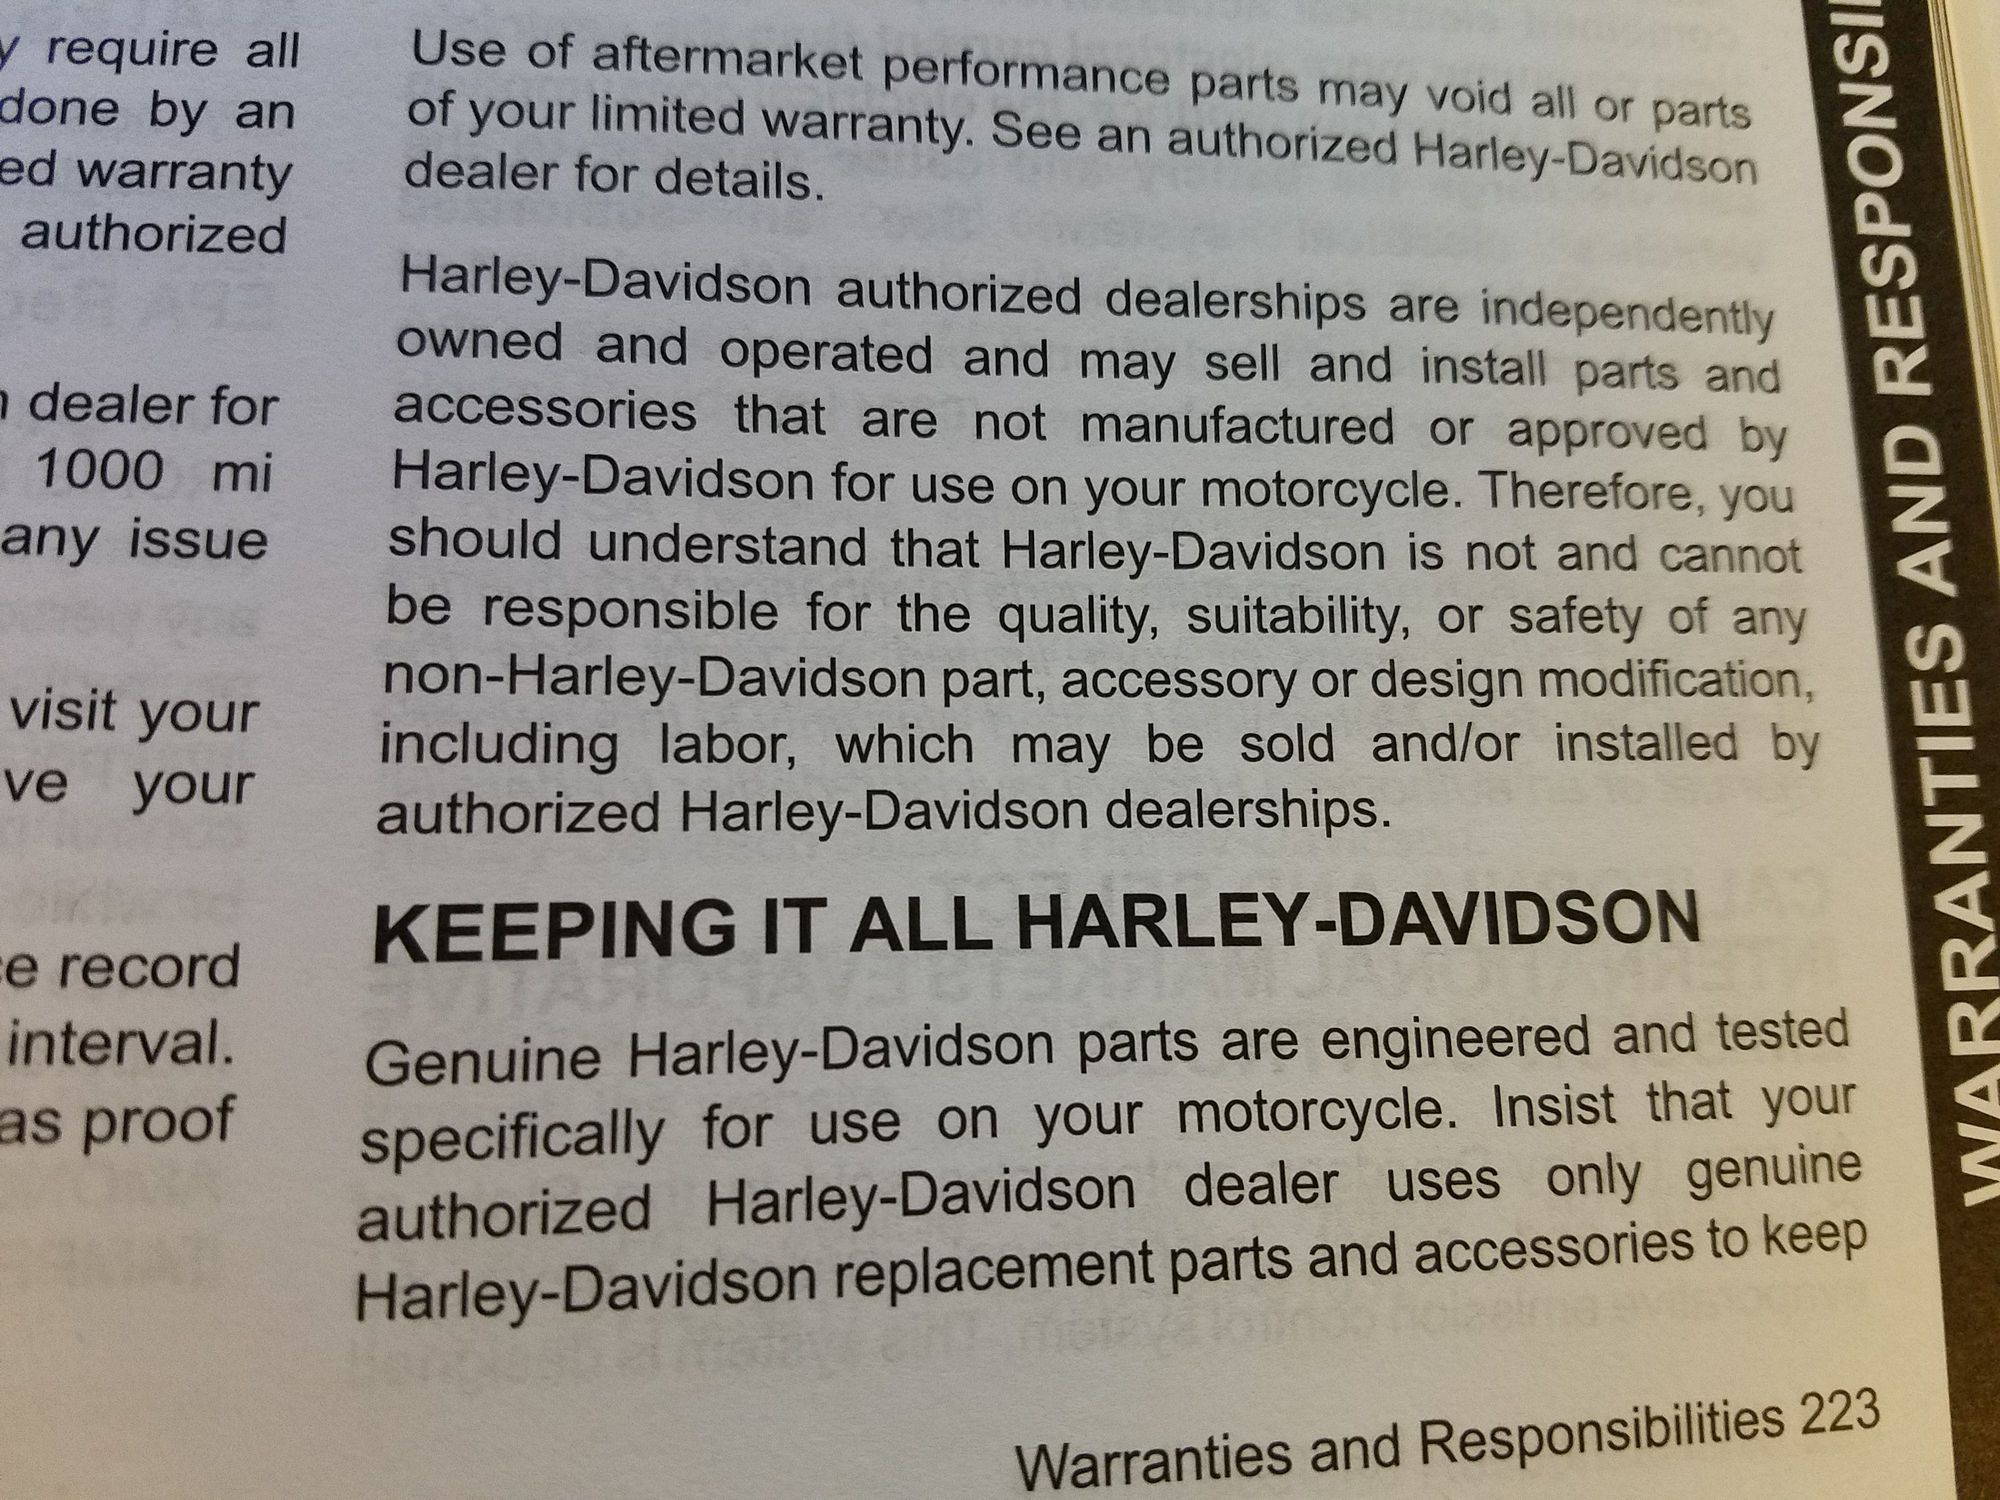 require all
done by an
warranty
authorized
dealer for
1000 mi
any issue
visit your
your
record
interval.
as proof
Use of aftermarket performance parts may void all or parts
of your limited warranty. See an authorized Harley-Davidson
dealer for details.
Harley-Davidson authorized dealerships are independently
owned and operated and may sell and install parts and
accessories that are not manufactured or approved by
Harley-Davidson for use on your motorcycle. Therefore, you
should understand that Harley-Davidson is not and cannot
be responsible for the quality, suitability, or safety of any
non-Harley-Davidson part, accessory or design modification,
including labor, which may be sold and/or installed by
authorized Harley-Davidson dealerships.
KEEPING IT ALL HARLEY-DAVIDSON
Genuine Harley-Davidson parts are engineered and tested
specifically for use on your motorcycle. Insist that your
authorized Harley-Davidson dealer uses only genuine
Harley-Davidson replacement parts and accessories to keep
Warranties and Responsibilities 223
WARRANTIES AND RESPONSI